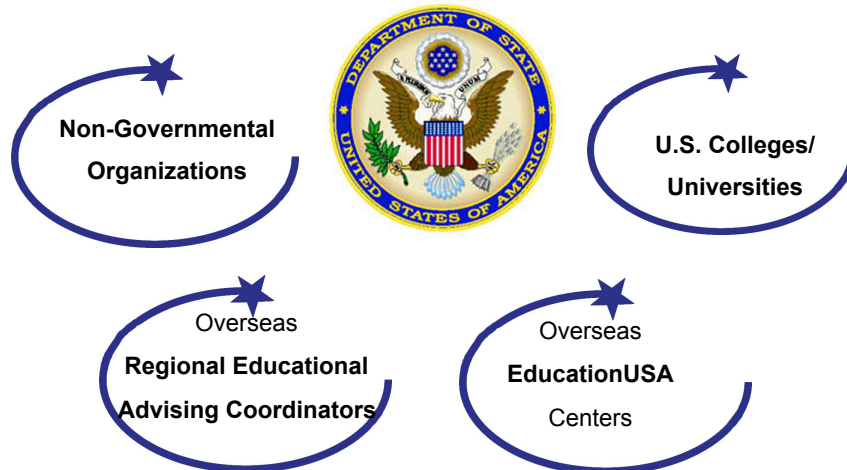 DEPARTMENT OF STATE
E PLURIBUS UNUM
UNITED STATES OF AMERICA
Non-Governmental
Organizations
U.S. Colleges/
Universities
Overseas
Regional Educational
Advising Coordinators
Overseas
EducationUSA
Centers